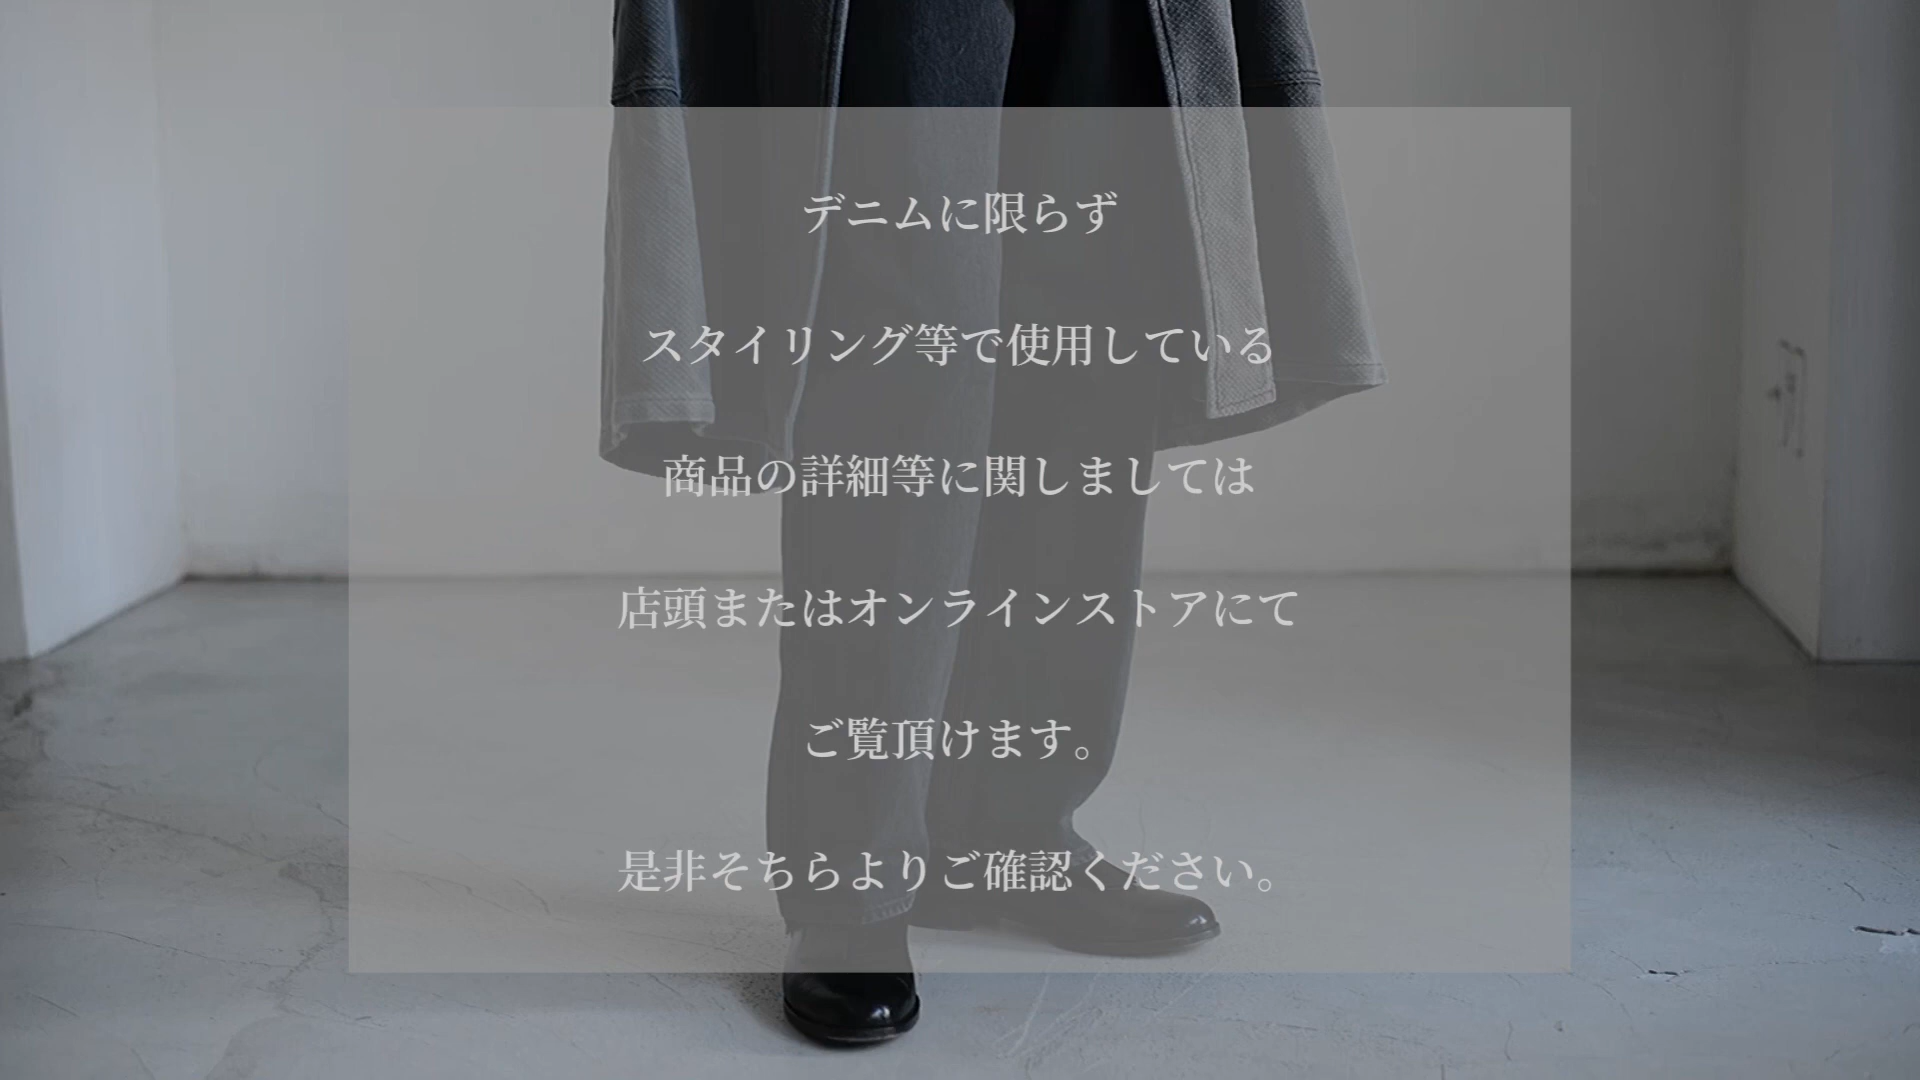 デニムに限らず
スタイリング等で使用している
商品の詳細等に関しましては
店頭またはオンラインストアにて
ご覧頂けます。
是非そちらよりご確認ください。